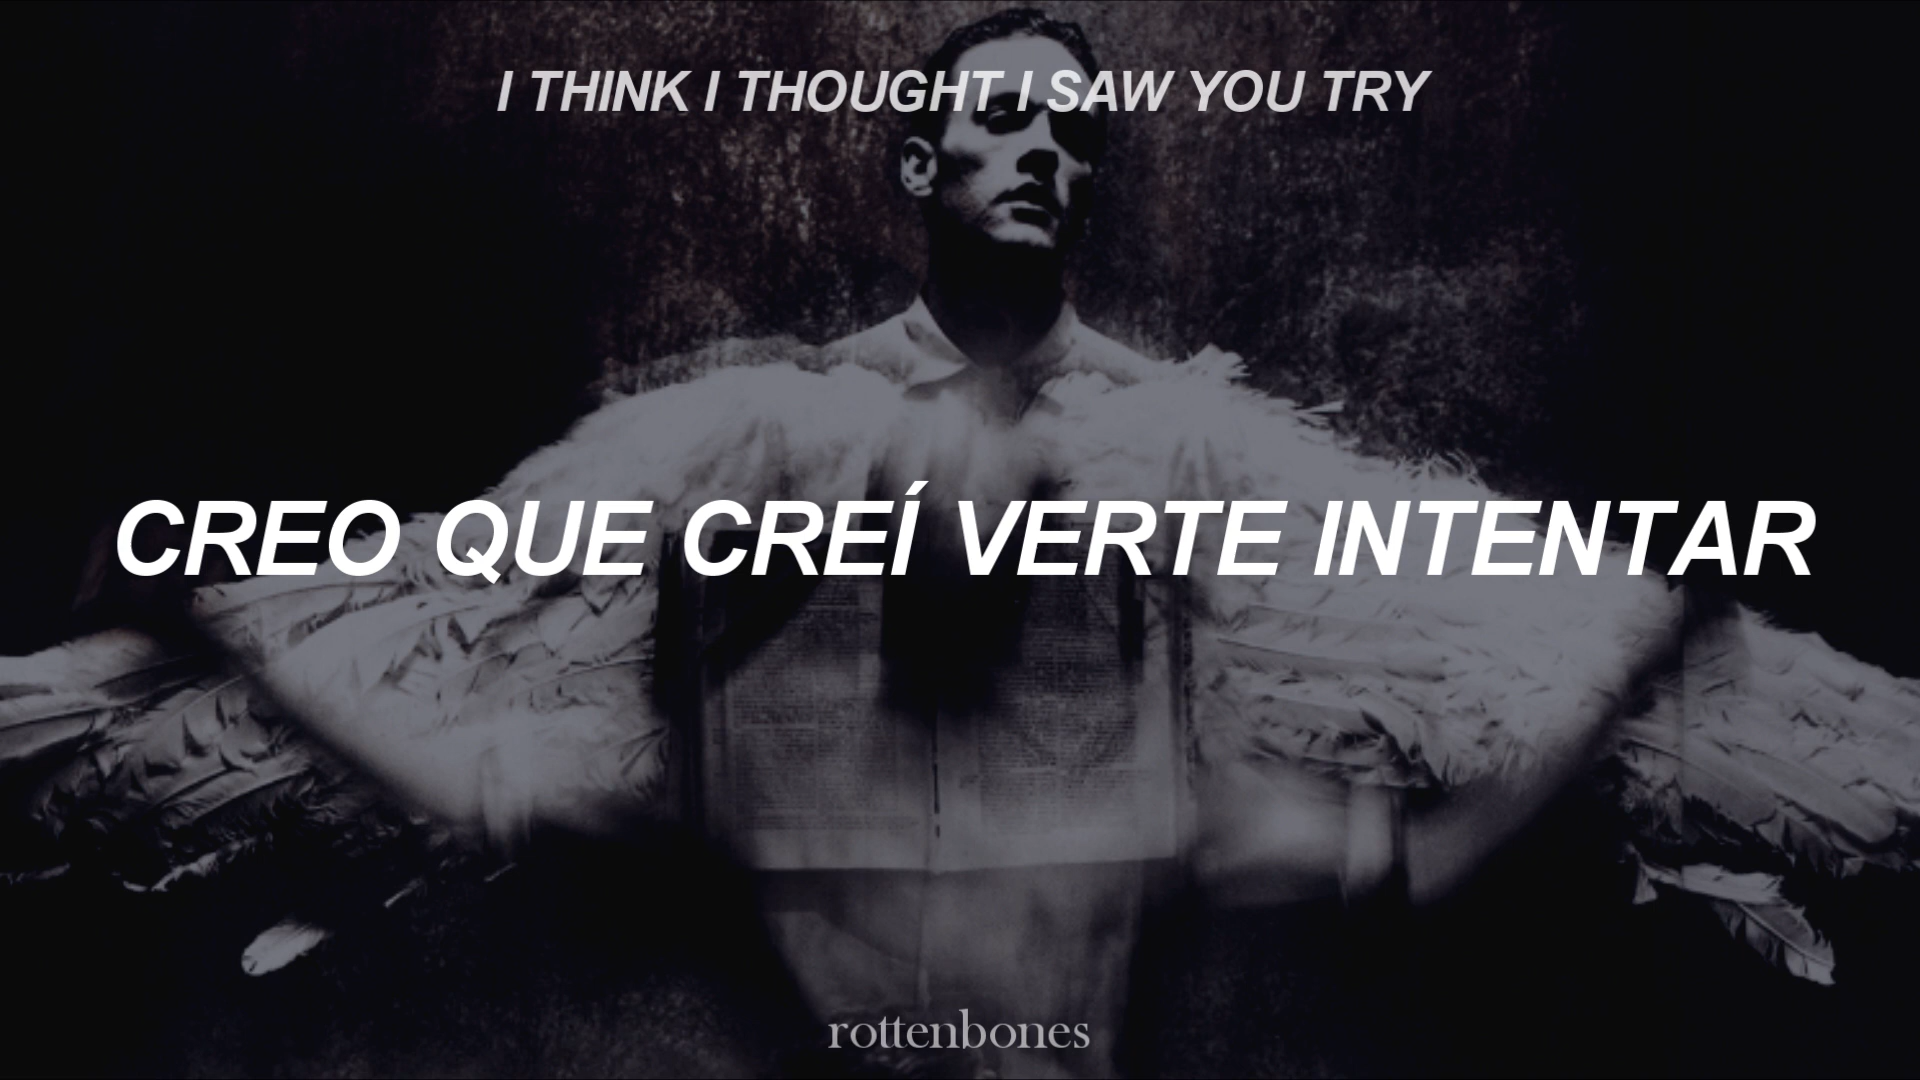 I THINK I THOUGHT I SAW YOU TRY
CREO QUE CREÍ VERTE INTENTAR
rottenbones